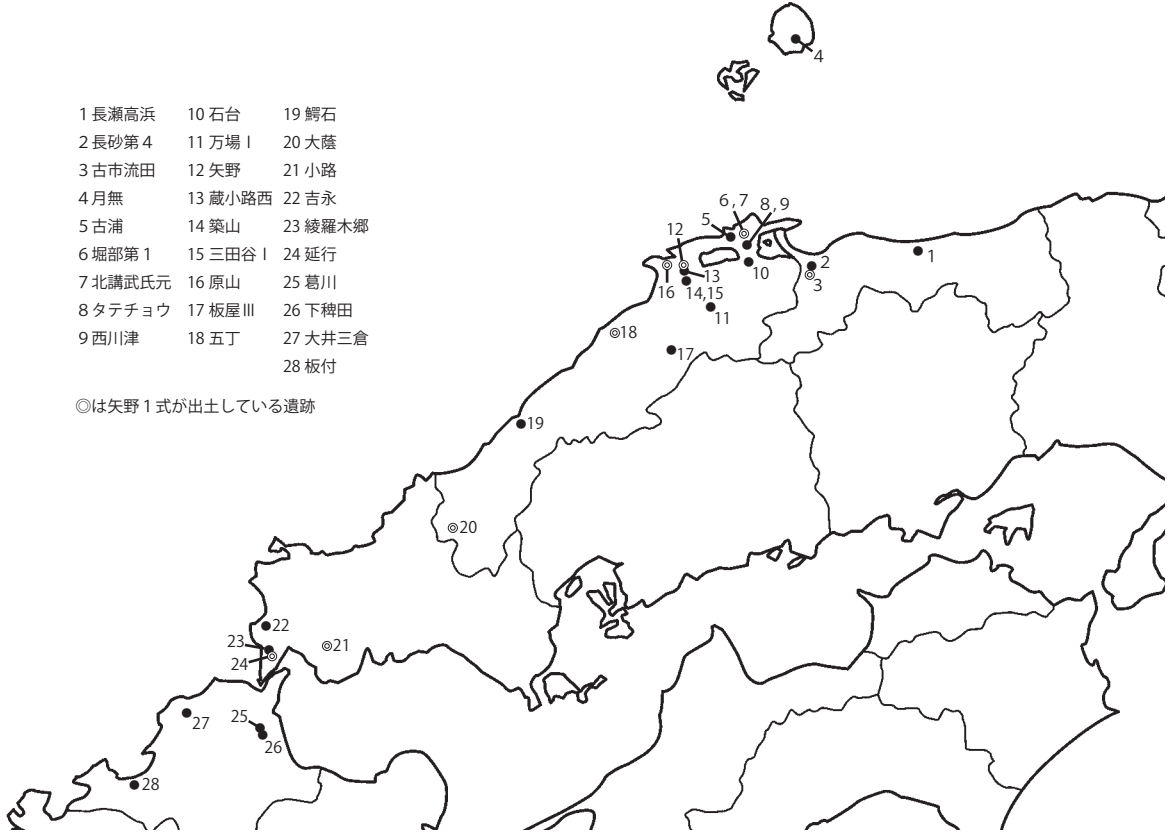 1 長瀬高浜 10 石台 19 鰐石
2 長砂第4 11 万場Ⅰ 20 大蔭
3 古市流田 12 矢野 21 小路
4 月無 13 蔵小路西 22 吉永
5 古浦 14 築山 23 綾羅木郷
6 堀部第1 15 三田谷Ⅰ 24 延行
7 北講武氏元 16 原山 25 葛川
8 タテチョウ 17 板屋Ⅲ 26 下稗田
9 西川津 18 五丁 27 大井三倉
28 板付
◎は矢野1式が出土している遺跡
4
6,7
8,9
5
12
10
13
16
14,15
11
2
3
1
18
17
19
20
22
23
24
21
27
25
26
28